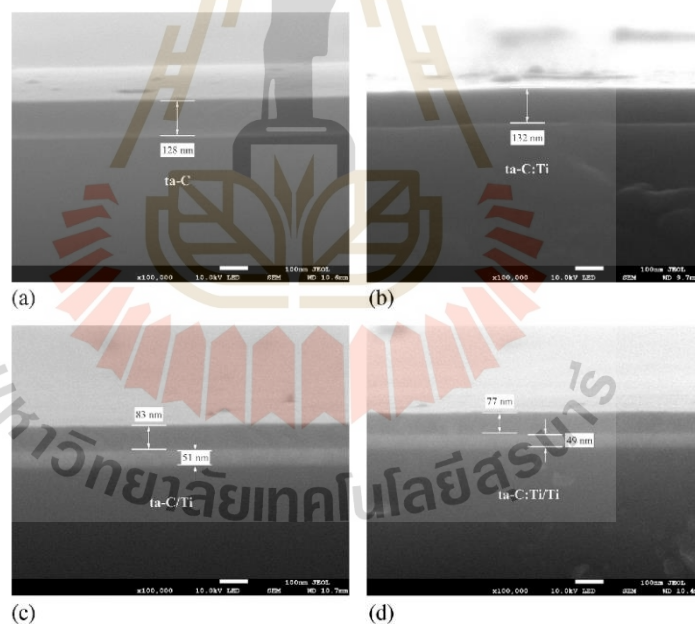 128 nm
ta-C
x100,000 10.0kV LED SEM 100nm JEOL WD 10.6mm
(a)
132 nm
ta-C:Ti
x100,000 10.0kV LED SEM 100nm JEOL WD 9.7mm
(b)
83 nm
51 nm
ta-C/Ti
x100,000 10.0kV LED SEM 100nm JEOL WD 10.7mm
(c)
77 nm
49 nm
ta-C:Ti/Ti
x100,000 10.0kV LED SEM 100nm JEOL WD 10.4m
(d)
มหาวิทยาลัยเทคโนโลยีสุรนารี